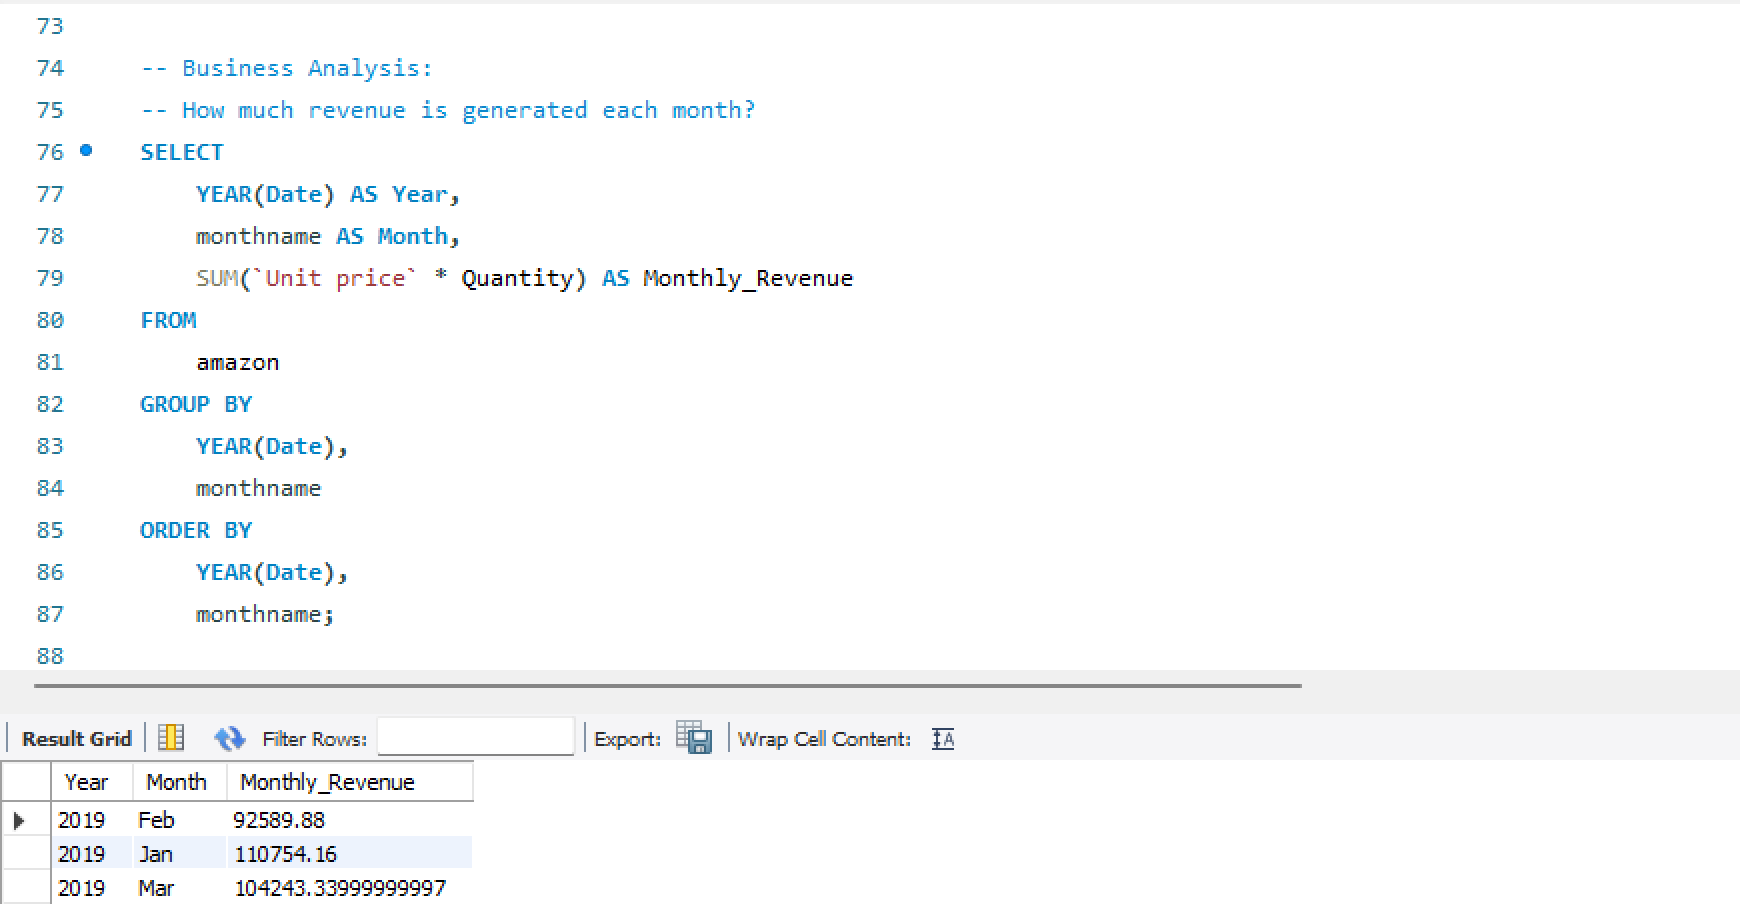 73
74 -- Business Analysis:
75 -- How much revenue is generated each month?
76 SELECT
77 YEAR(Date) AS Year,
78 monthname AS Month,
79 SUM(`Unit price` * Quantity) AS Monthly_Revenue
80 FROM
81 amazon
82 GROUP BY
83 YEAR(Date),
84 monthname
85 ORDER BY
86 YEAR(Date),
87 monthname;
88
Result Grid Filter Rows: Export: Wrap Cell Content: IA
Year Month Monthly_Revenue
2019 Feb 92589.88
2019 Jan 110754.16
2019 Mar 104243.33999999997